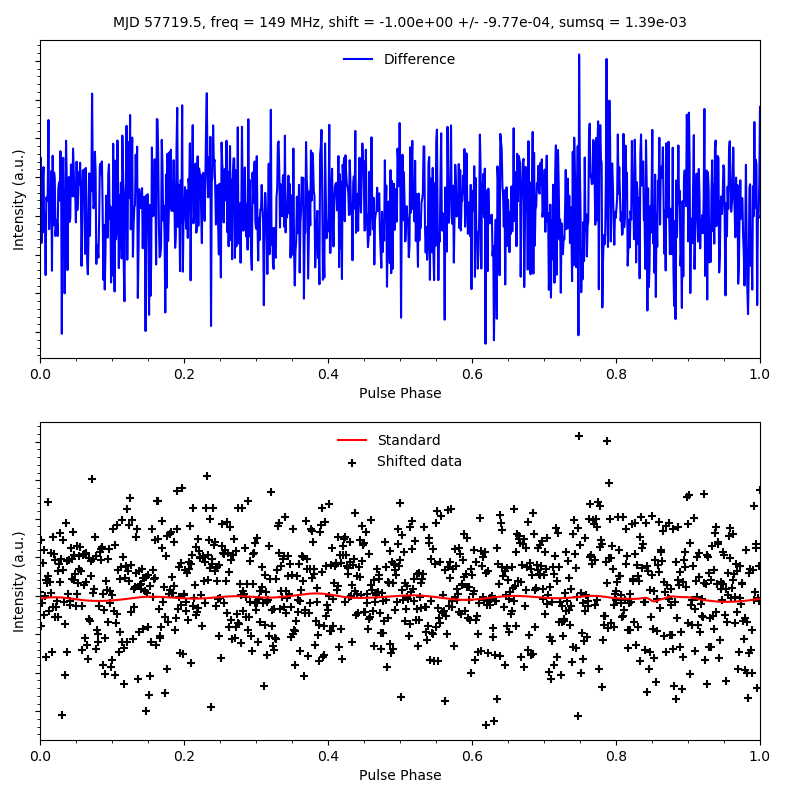 MJD 57719.5, freq = 149 MHz, shift = -1.00e+00 +/- -9.77e-04, sumsq = 1.39e-03
Difference
Intensity (a.u.)
0.0 0.2 0.4 0.6 0.8 1.0
Pulse Phase
Standard
Shifted data
Intensity (a.u.)
0.0 0.2 0.4 0.6 0.8 1.0
Pulse Phase